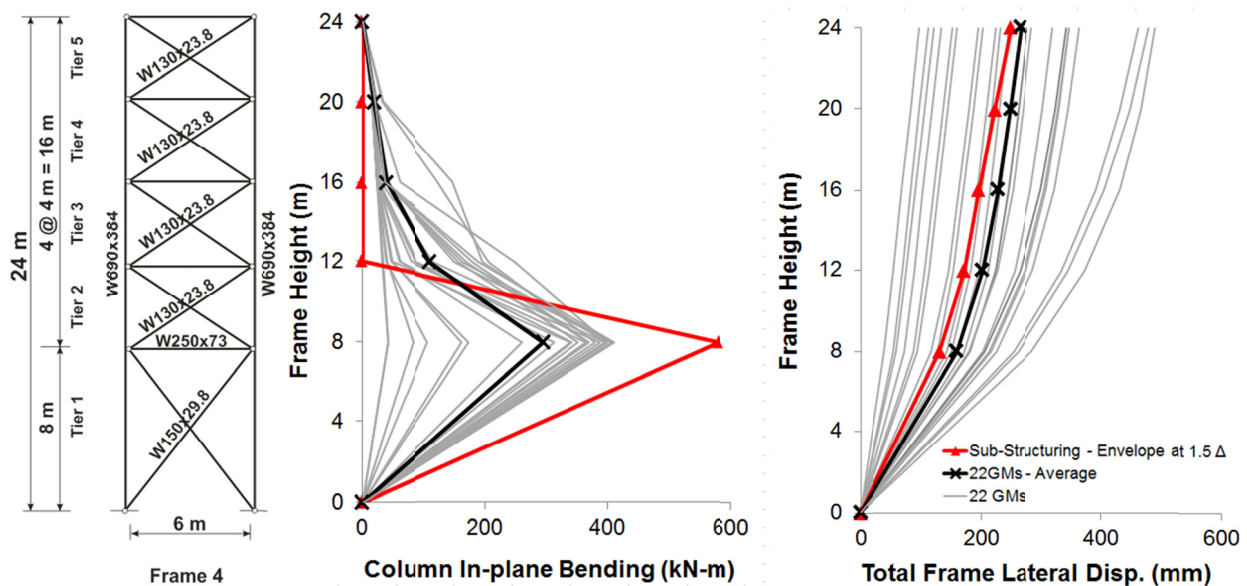 24 m
4 @ 4 m = 16 m
8 m
Tier 5
Tier 4
Tier 3
Tier 2
Tier 1
W130x23.8
W130x23.8
W130x23.8
W130x23.8
W250x73
W150x29.8
W690x384
W690x384
6 m
Frame 4
Frame Height (m)
24
20
16
12
8
4
0
0
200
400
600
Column In-plane Bending (kN-m)
Frame Height (m)
24
20
16
12
8
4
0
Sub-Structuring - Envelope at 1.5 Δ
22GMs - Average
22 GMs
0
200
400
600
Total Frame Lateral Disp. (mm)